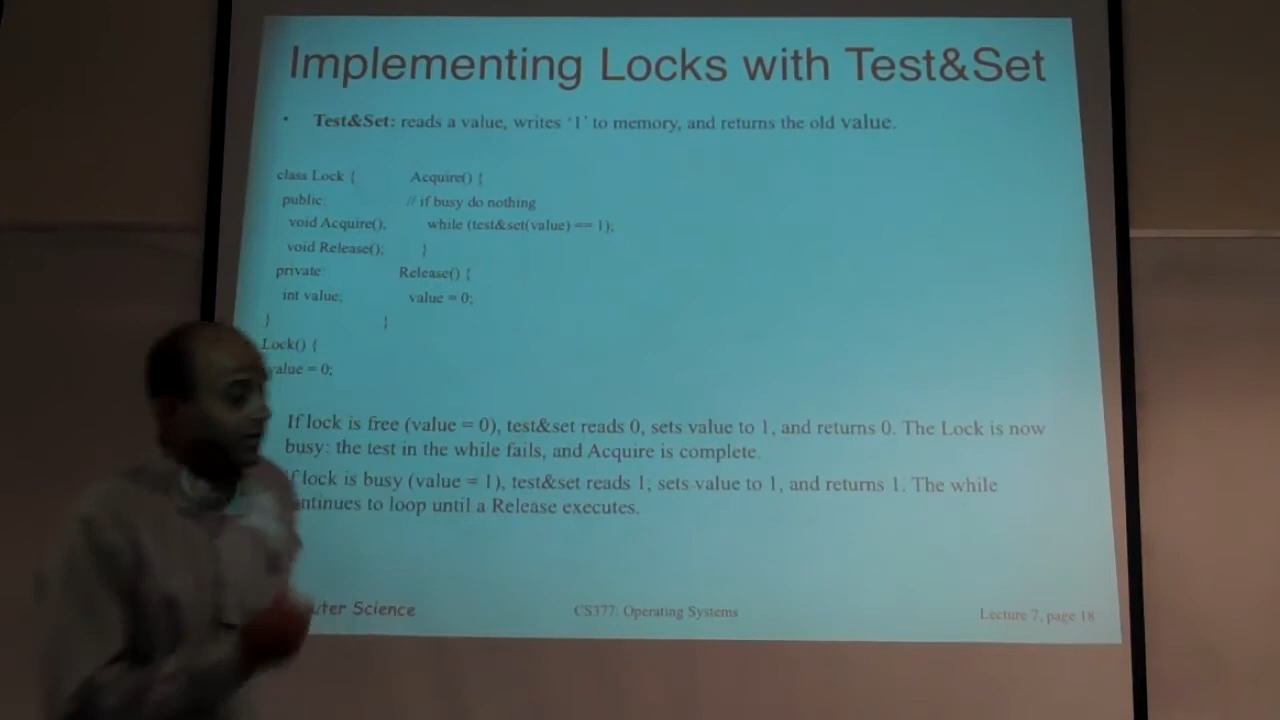 Implementing Locks with Test&Set
• Test&Set: reads a value, writes ‘1’ to memory, and returns the old value.
class Lock { Acquire() {
public: // if busy do nothing
void Acquire(); while (test&set(value) == 1);
void Release(); }
private: Release() {
int value; value = 0;
} }
Lock() {
value = 0;
If lock is free (value = 0), test&set reads 0, sets value to 1, and returns 0. The Lock is now
busy: the test in the while fails, and Acquire is complete.
If lock is busy (value = 1), test&set reads 1, sets value to 1, and returns 1. The while
continues to loop until a Release executes.
Science CS377: Operating Systems Lecture 7, page 18